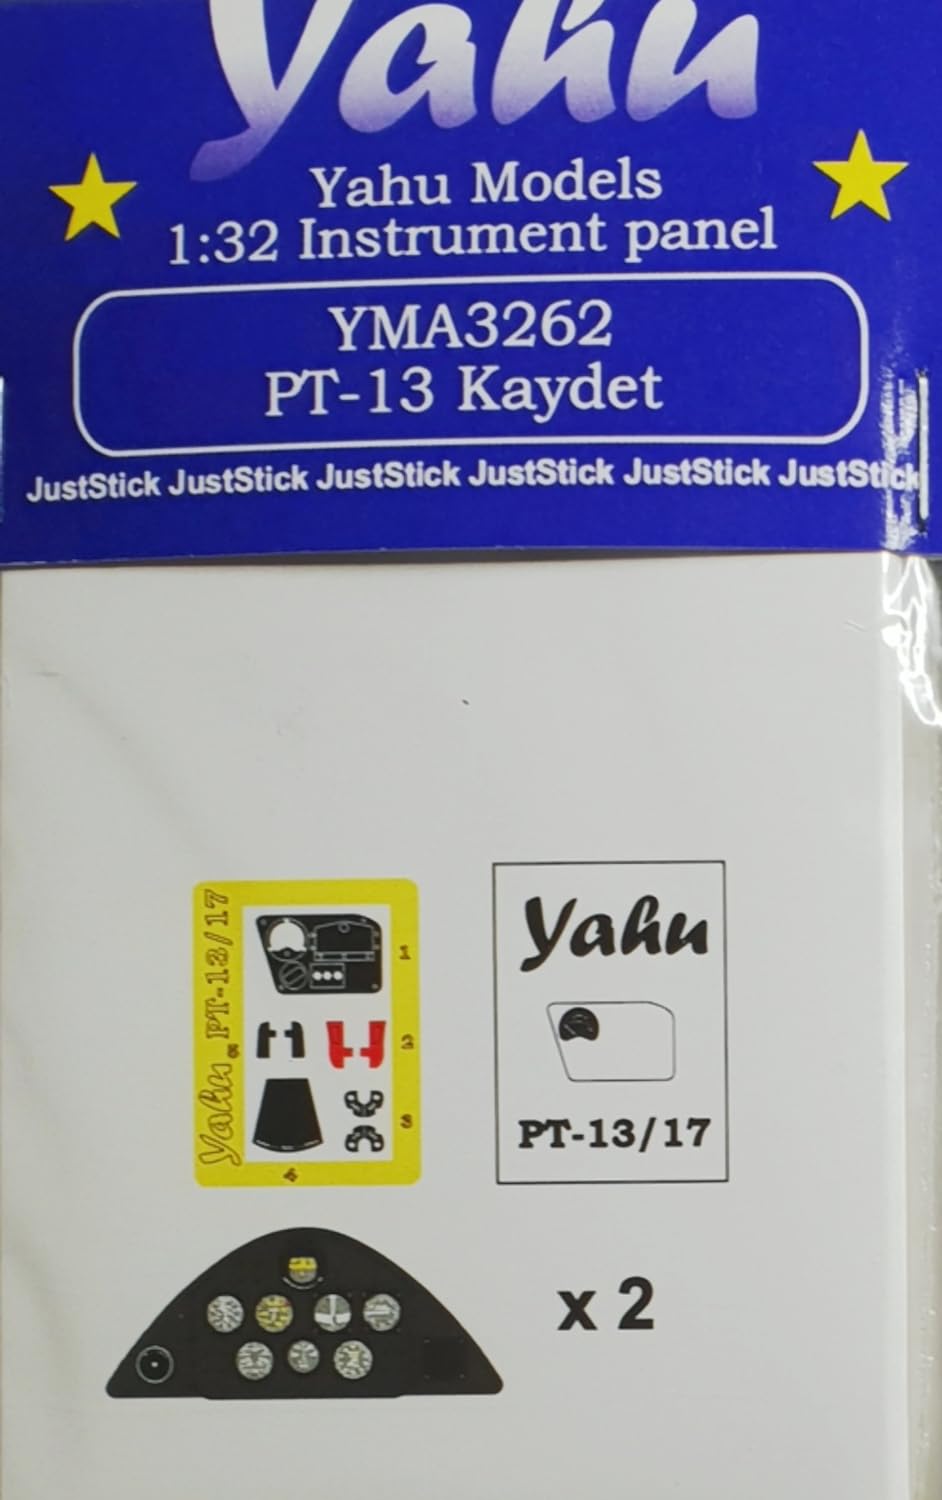 Yahu
Yahu Models
1:32 Instrument panel
YMA3262
PT-13 Kaydet
JustStick JustStick JustStick JustStick JustStick JustStick
Yahu PT-13/17
1
2
3
4
Yahu
PT-13/17
x 2